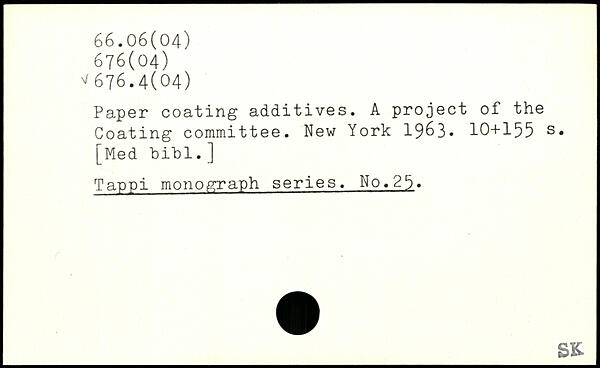 66.06(04)
676(04)
√676.4(04)
Paper coating additives. A project of the
Coating committee. New York 1963. 10+155 s.
[Med bibl.]
Tappi monograph series. No.25.
SK